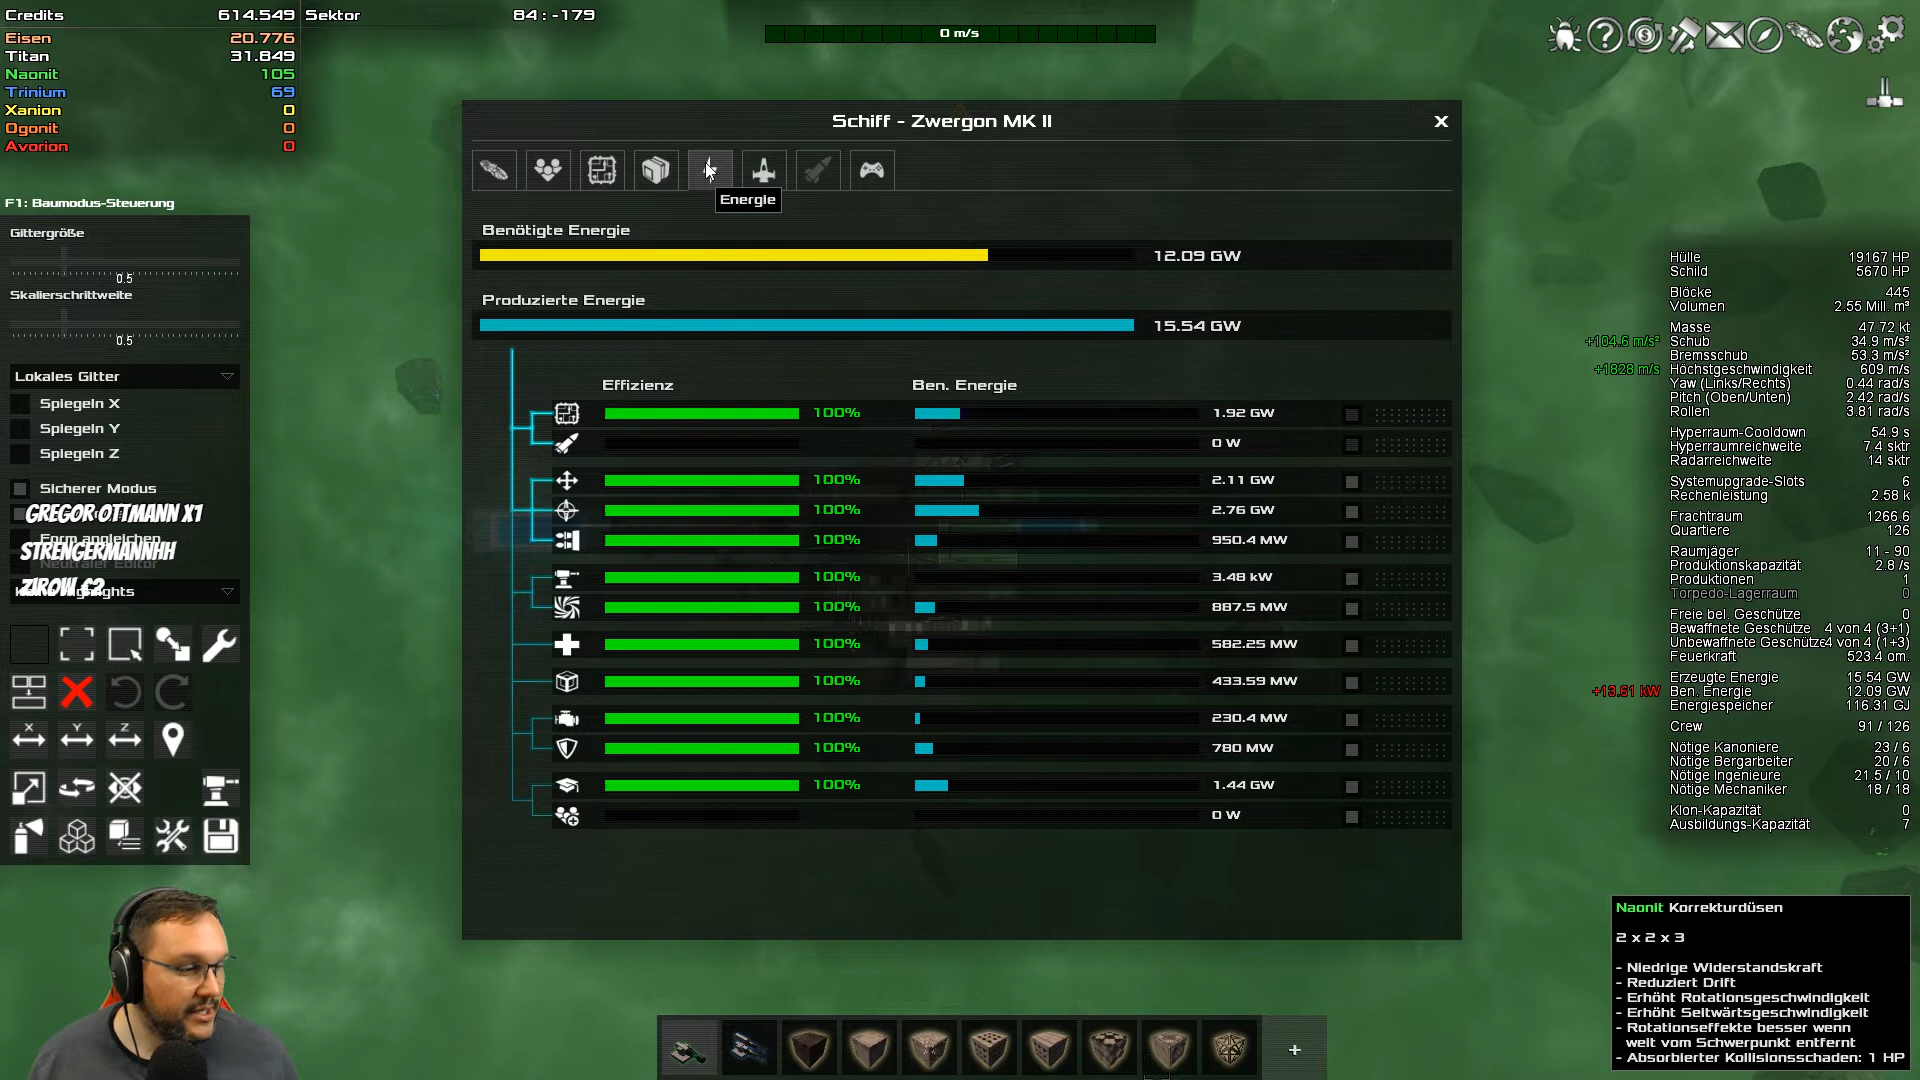 Credits 614.549 Sektor 84 : -179
Eisen 20.776
Titan 31.849
Naonit 105
Trinium 69
Xanion 0
Ogonit 0
Avorion 0
0 m/s
F1: Baumodus-Steuerung
Gittergröße
0.5
Skalierschrittweite
0.5
Lokales Gitter
Spiegeln X
Spiegeln Y
Spiegeln Z
Sicherer Modus
GREGOR OTTMANN X1
Form angleichen
STRENGERMANNHH
Neutraler Editor
ZIROW €2
X Y Z
Schiff - Zwergon MK II
X
Energie
Benötigte Energie
12.09 GW
Produzierte Energie
15.54 GW
Effizienz Ben. Energie
100% 1.92 GW
0 W
100% 2.11 GW
100% 2.76 GW
100% 950.4 MW
100% 3.48 kW
100% 887.5 MW
100% 582.25 MW
100% 433.59 MW
100% 230.4 MW
100% 780 MW
100% 1.44 GW
0 W
Hülle 19167 HP
Schild 5670 HP
Blöcke 445
Volumen 2.55 Mill. m³
Masse 47.72 kt
+104.6 m/s² Schub 34.9 m/s²
Bremsschub 53.3 m/s²
+1828 m/s Höchstgeschwindigkeit 609 m/s
Yaw (Links/Rechts) 0.44 rad/s
Pitch (Oben/Unten) 2.42 rad/s
Rollen 3.81 rad/s
Hyperraum-Cooldown 54.9 s
Hyperraumreichweite 7.4 sktr
Radarreichweite 14 sktr
Systemupgrade-Slots 6
Rechenleistung 2.58 k
Frachtraum 1266.6
Quartiere 126
Raumjäger 11 - 90
Produktionskapazität 2.8 /s
Produktionen 1
Torpedo-Lagerraum 0
Freie bel. Geschütze 0
Bewaffnete Geschütze 4 von 4 (3+1)
Unbewaffnete Geschütze 4 von 4 (1+3)
Feuerkraft 523.4 om.
Erzeugte Energie 15.54 GW
+13.61 kW Ben. Energie 12.09 GW
Energiespeicher 116.31 GJ
Crew 91 / 126
Nötige Kanoniere 23 / 6
Nötige Bergarbeiter 20 / 6
Nötige Ingenieure 21.5 / 10
Nötige Mechaniker 18 / 18
Klon-Kapazität 0
Ausbildungs-Kapazität 7
Naonit Korrekturdüsen
2 x 2 x 3
- Niedrige Widerstandskraft
- Reduziert Drift
- Erhöht Rotationsgeschwindigkeit
- Erhöht Seitwärtsgeschwindigkeit
- Rotationseffekte besser wenn
weit vom Schwerpunkt entfernt
- Absorbierter Kollisionsschaden: 1 HP
+